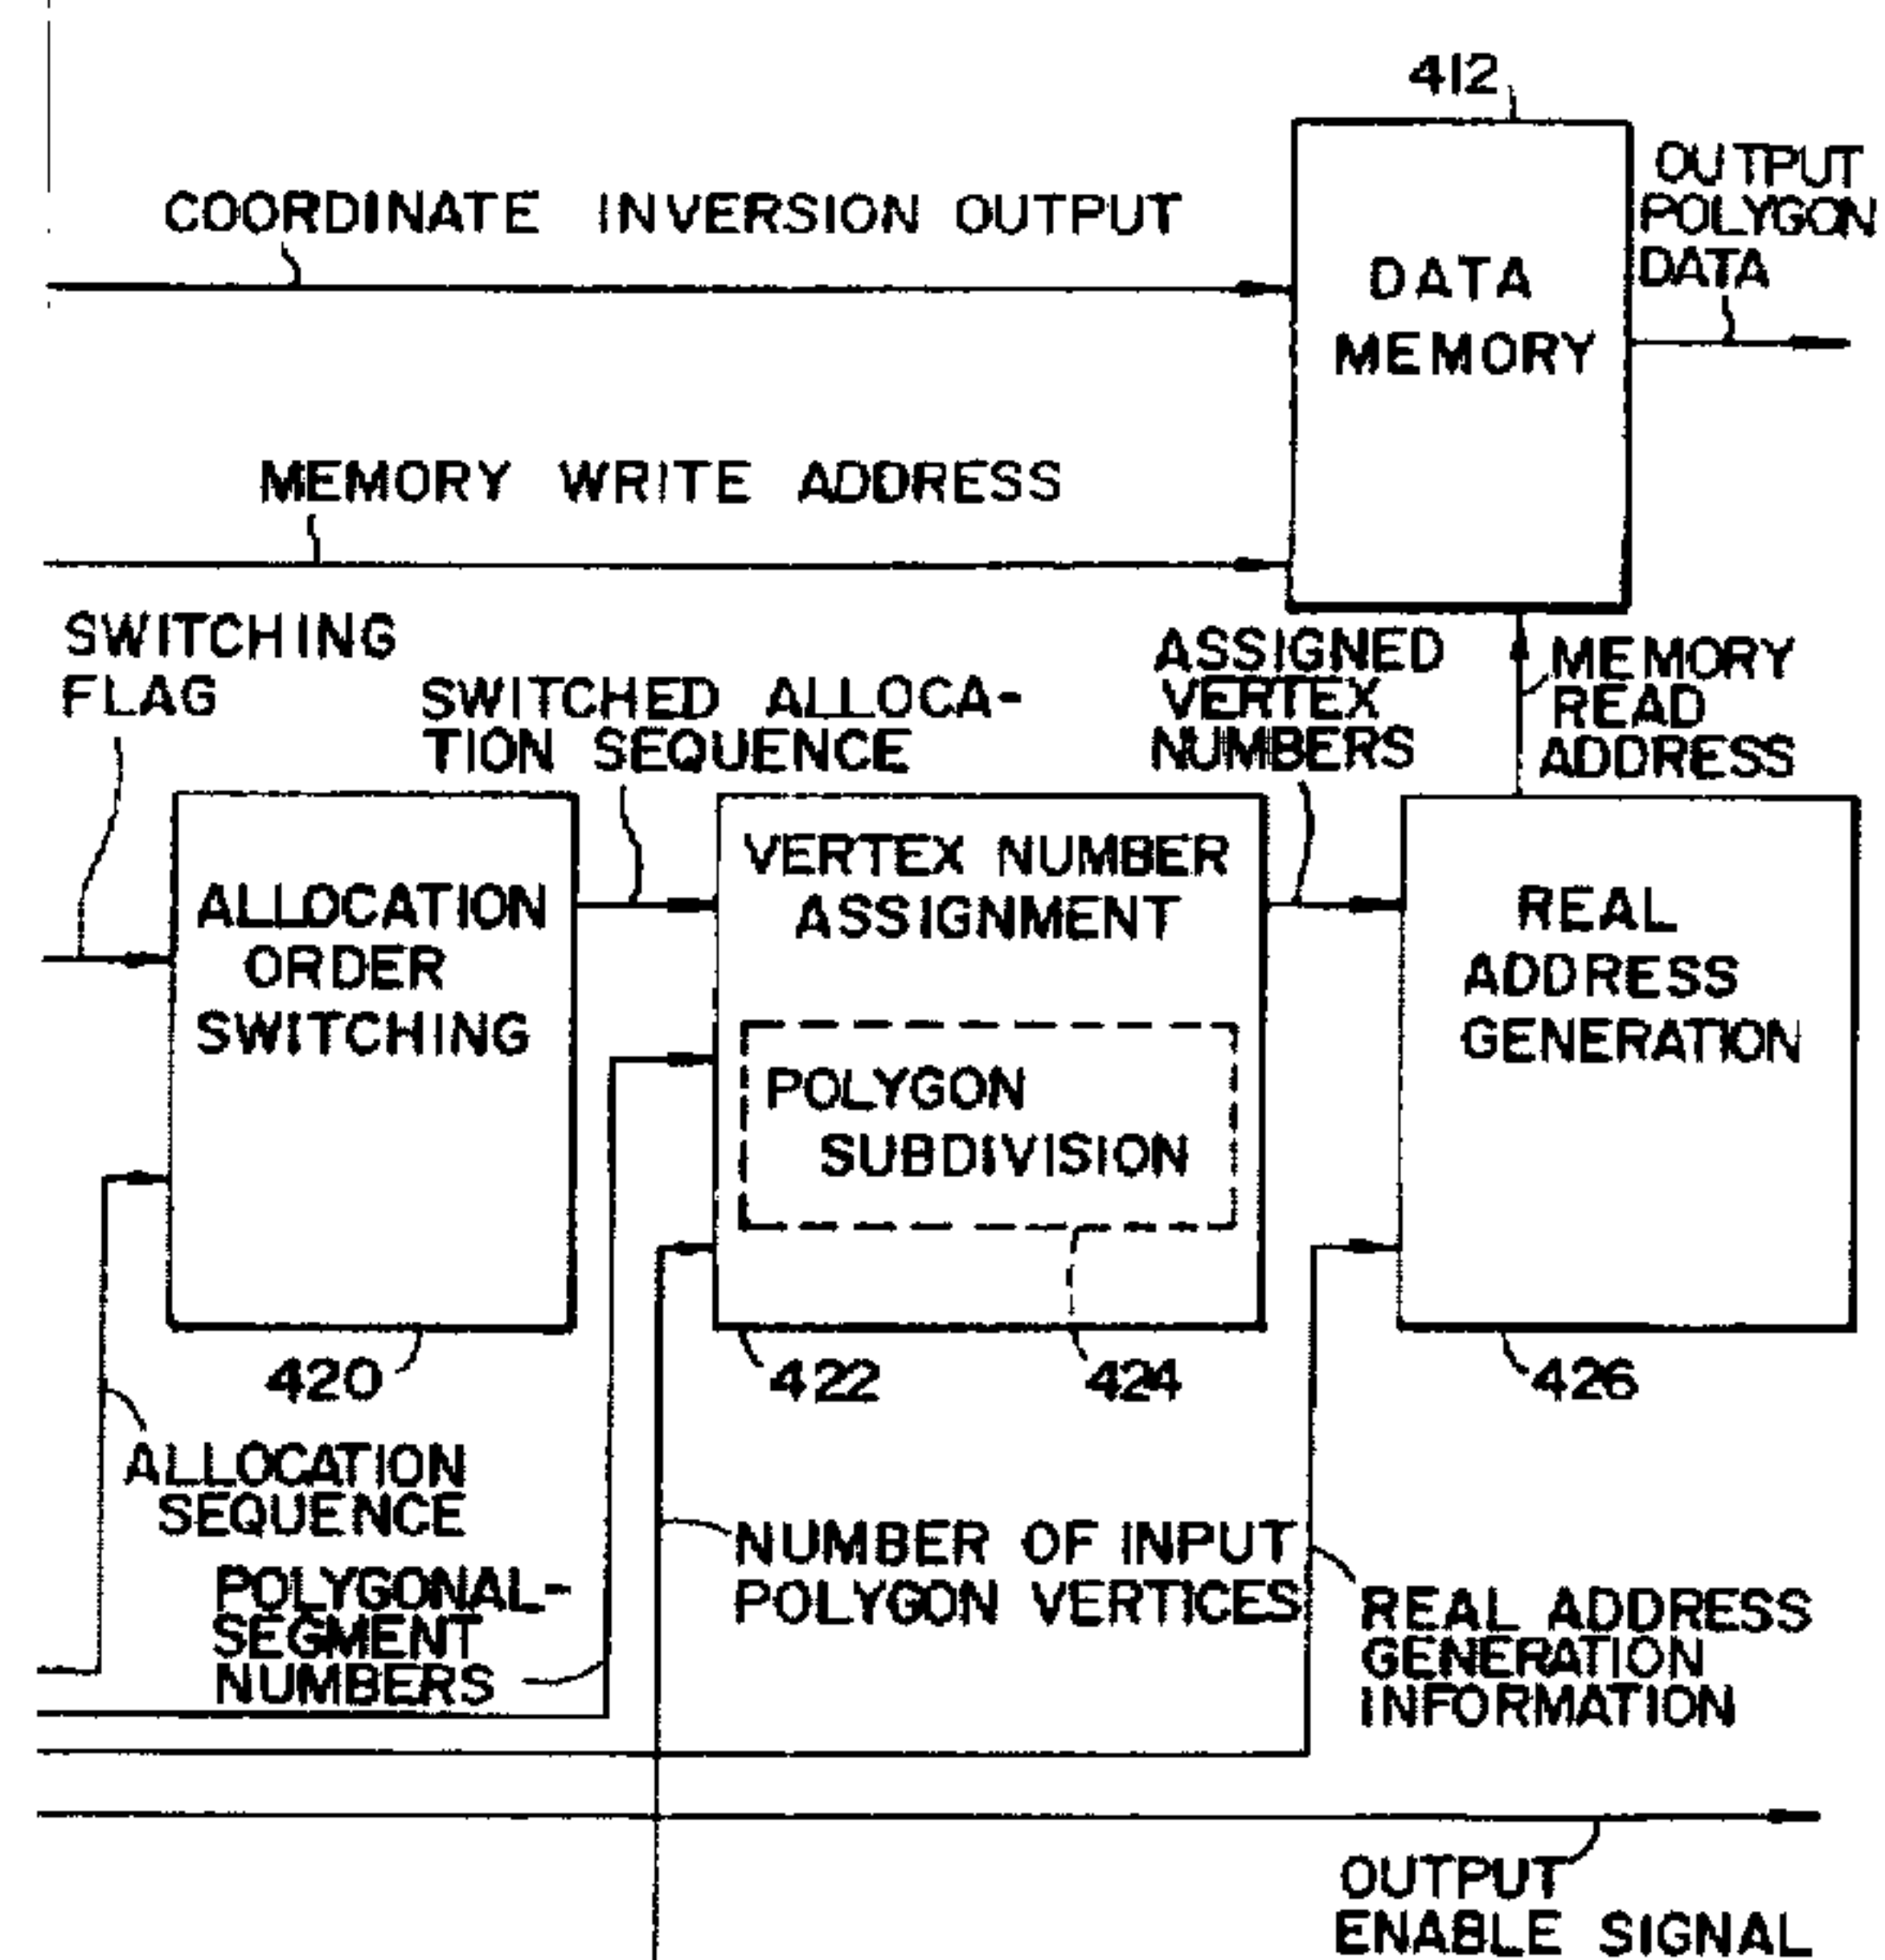 412
OUTPUT
POLYGON
DATA
COORDINATE INVERSION OUTPUT
DATA
MEMORY
MEMORY WRITE ADDRESS
SWITCHING
FLAG
SWITCHED ALLOCA-
TION SEQUENCE
ASSIGNED
VERTEX
NUMBERS
MEMORY
READ
ADDRESS
ALLOCATION
ORDER
SWITCHING
VERTEX NUMBER
ASSIGNMENT
POLYGON
SUBDIVISION
REAL
ADDRESS
GENERATION
420
422
424
426
ALLOCATION
SEQUENCE
POLYGONAL-
SEGMENT
NUMBERS
NUMBER OF INPUT
POLYGON VERTICES
REAL ADDRESS
GENERATION
INFORMATION
OUTPUT
ENABLE SIGNAL